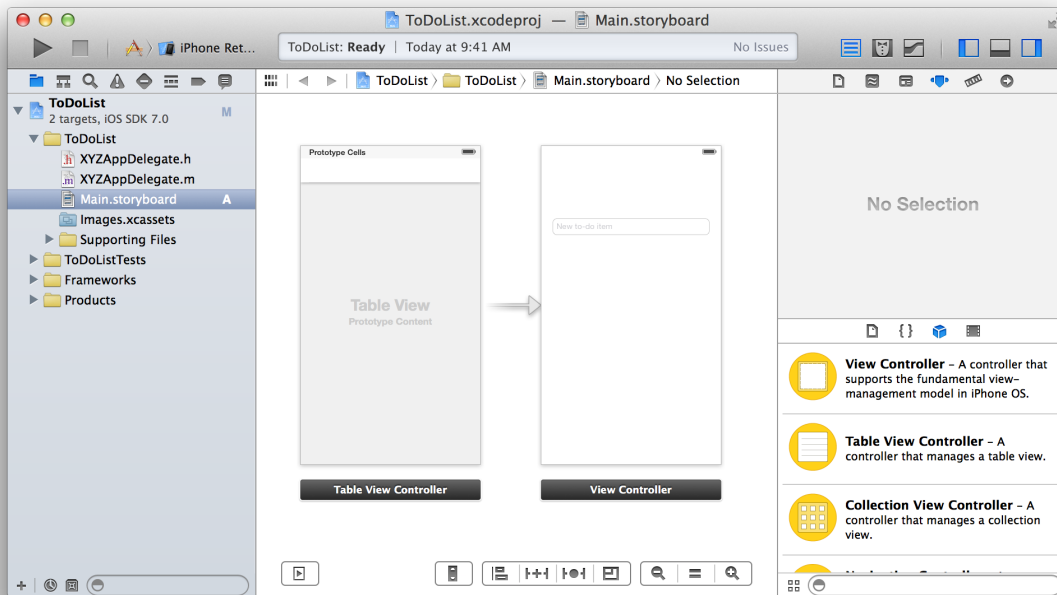 ToDoList.xcodeproj — Main.storyboard
iPhone Ret...
ToDoList: Ready | Today at 9:41 AM
No Issues
ToDoList
ToDoList
Main.storyboard
No Selection
ToDoList
2 targets, iOS SDK 7.0
M
ToDoList
h
XYZAppDelegate.h
m
XYZAppDelegate.m
Main.storyboard
A
Images.xcassets
Supporting Files
ToDoListTests
Frameworks
Products
Prototype Cells
Table View
Prototype Content
Table View Controller
New to-do item
View Controller
No Selection
{ }
View Controller – A controller that
supports the fundamental view-
management model in iPhone OS.
Table View Controller – A
controller that manages a table view.
Collection View Controller – A
controller that manages a collection
view.